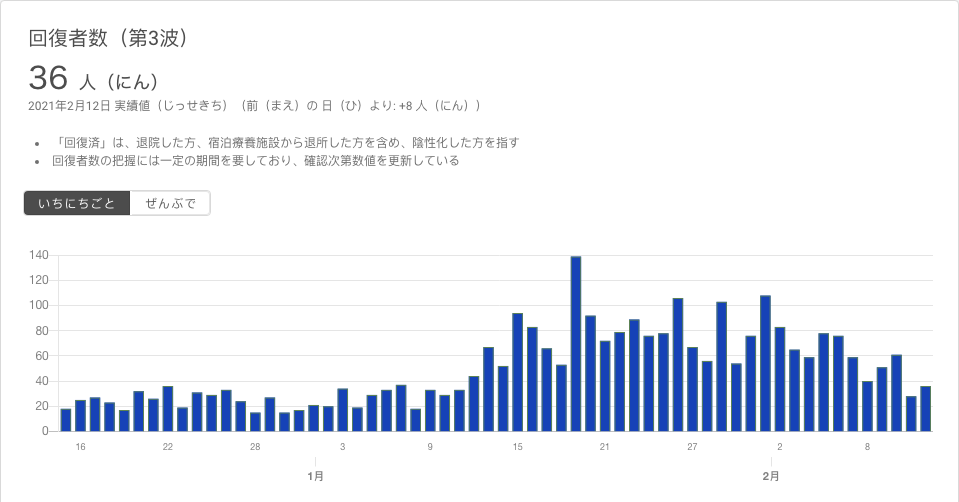 回復者数（第3波）
36 人（にん）
2021年2月12日 実績値（じっせきち）（前（まえ）の 日（ひ）より: +8 人（にん））
• 「回復済」は、退院した方、宿泊療養施設から退所した方を含め、陰性化した方を指す
• 回復者数の把握には一定の期間を要しており、確認次第数値を更新している
いちにちごと ぜんぶで
140
120
100
80
60
40
20
0
16 22 28 3 9 15 21 27 2 8
1月 2月